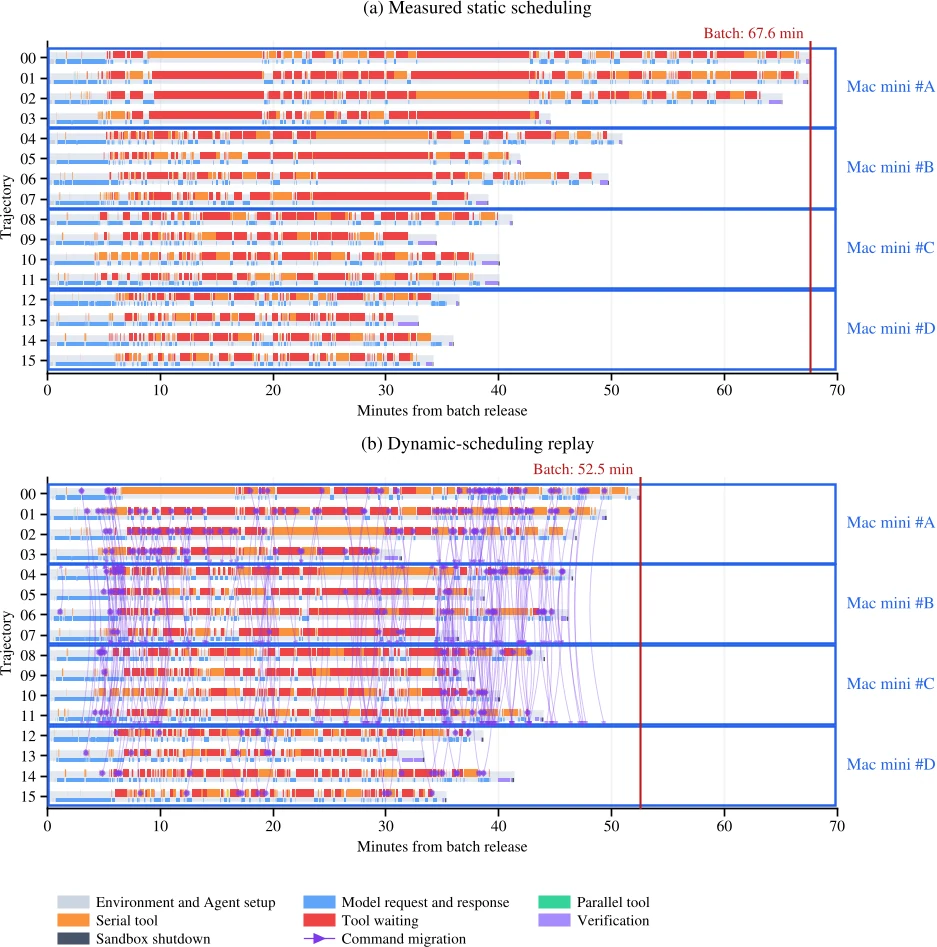 (a) Measured static scheduling
Batch: 67.6 min
Trajectory
00
01
02
03
04
05
06
07
08
09
10
11
12
13
14
15
Mac mini #A
Mac mini #B
Mac mini #C
Mac mini #D
0 10 20 30 40 50 60 70
Minutes from batch release
(b) Dynamic-scheduling replay
Batch: 52.5 min
Trajectory
00
01
02
03
04
05
06
07
08
09
10
11
12
13
14
15
Mac mini #A
Mac mini #B
Mac mini #C
Mac mini #D
0 10 20 30 40 50 60 70
Minutes from batch release
Environment and Agent setup Model request and response Parallel tool
Serial tool Tool waiting Verification
Sandbox shutdown Command migration